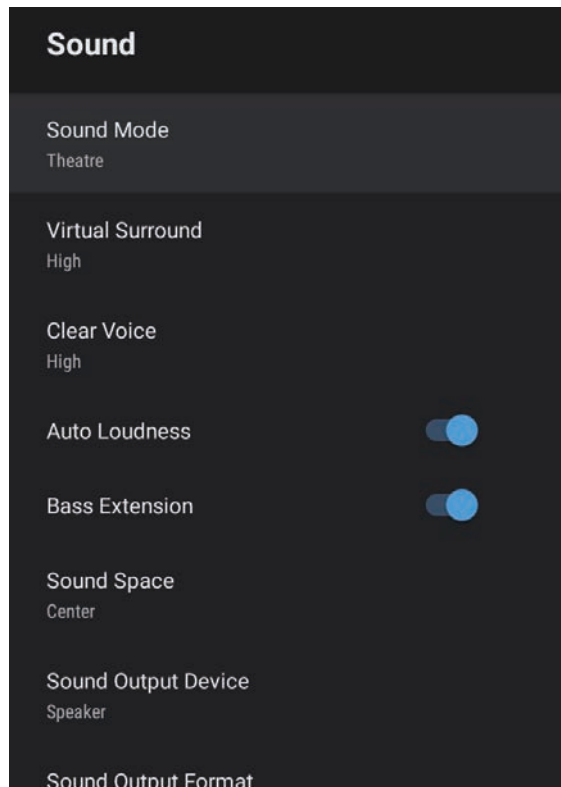 Sound
Sound Mode
Theatre
Virtual Surround
High
Clear Voice
High
Auto Loudness
Bass Extension
Sound Space
Center
Sound Output Device
Speaker
Sound Output Format